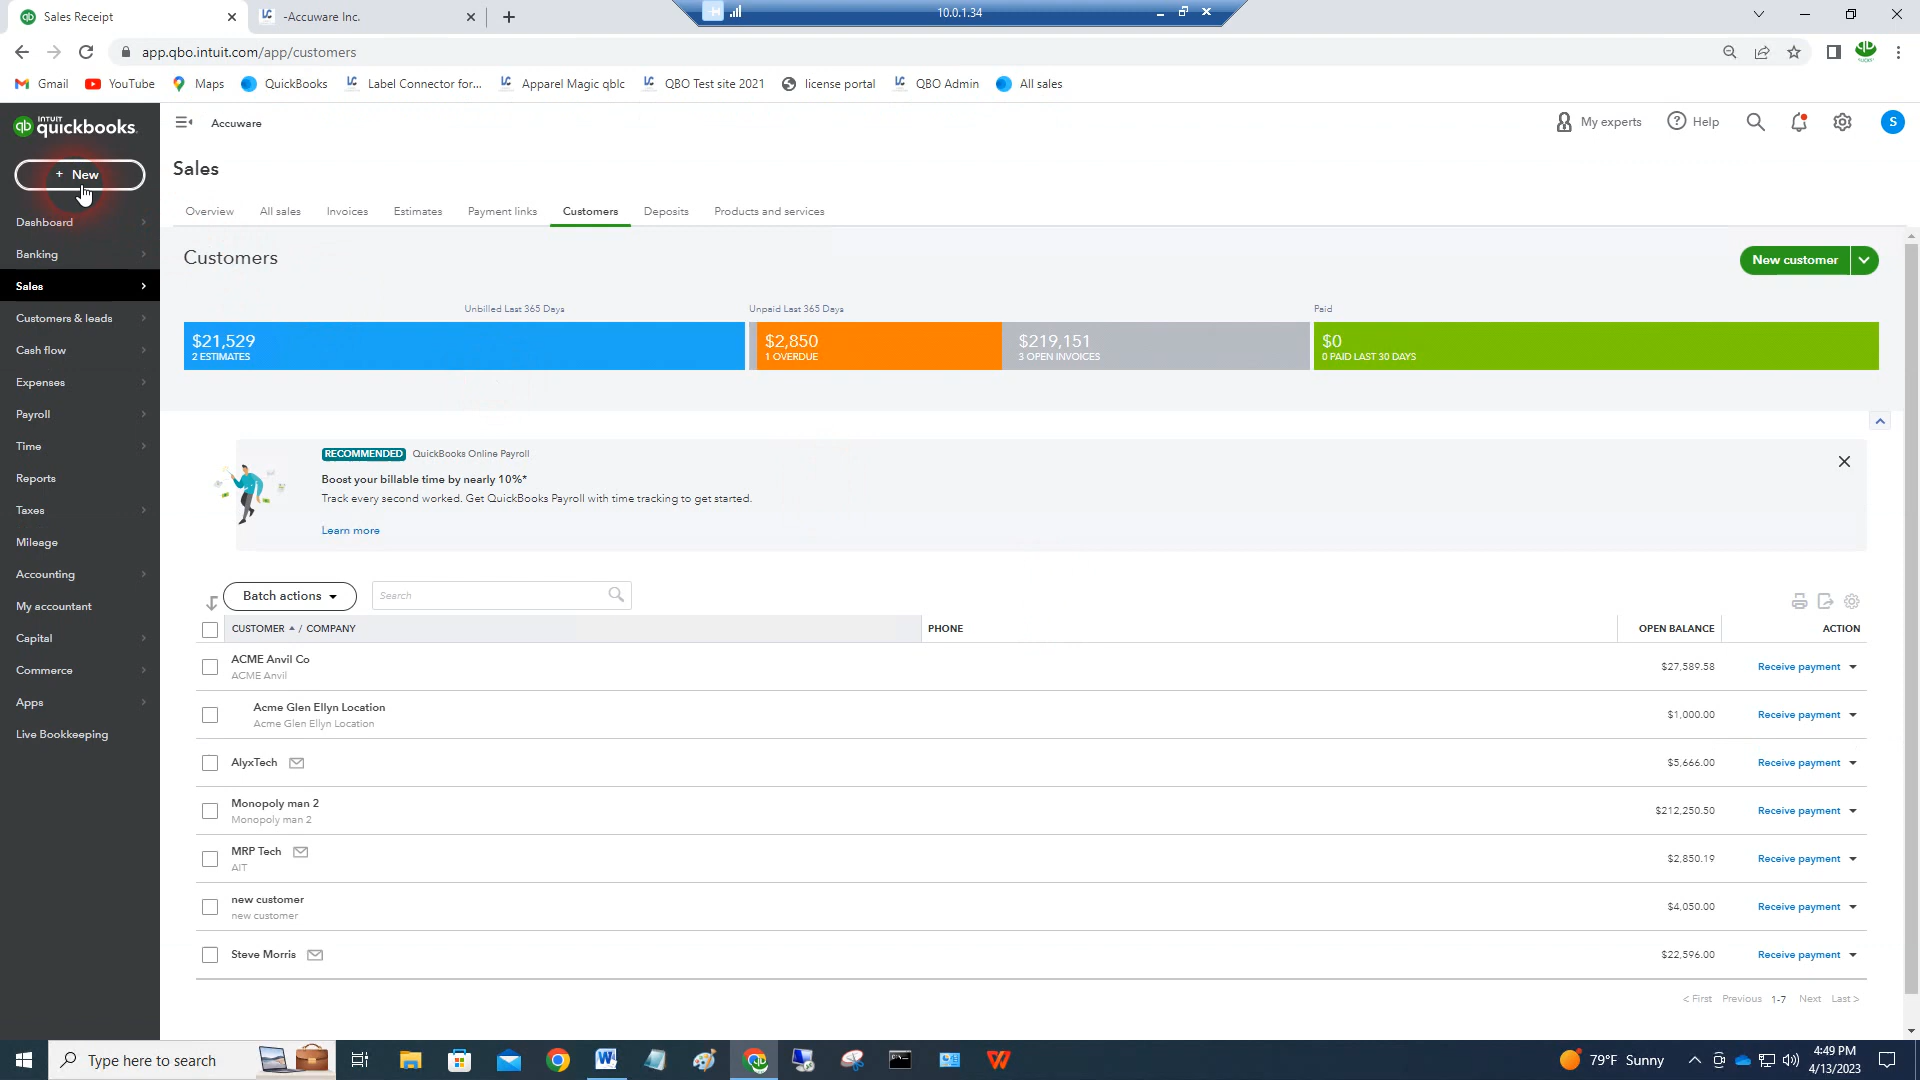 Sales Receipt
-Accuware Inc.
10.0.1.34
app.qbo.intuit.com/app/customers
Gmail YouTube Maps QuickBooks Label Connector for... Apparel Magic qblc QBO Test site 2021 license portal QBO Admin All sales
INTUIT
quickbooks.
Accuware
My experts Help S
+ New
Sales
Overview All sales Invoices Estimates Payment links Customers Deposits Products and services
Dashboard
Banking
Sales
Customers & leads
Cash flow
Expenses
Payroll
Time
Reports
Taxes
Mileage
Accounting
My accountant
Capital
Commerce
Apps
Live Bookkeeping
Customers
New customer
Unbilled Last 365 Days Unpaid Last 365 Days Paid
$21,529 $2,850 $219,151 $0
2 ESTIMATES 1 OVERDUE 3 OPEN INVOICES 0 PAID LAST 30 DAYS
RECOMMENDED QuickBooks Online Payroll
Boost your billable time by nearly 10%*
Track every second worked. Get QuickBooks Payroll with time tracking to get started.
Learn more
Batch actions Search
CUSTOMER / COMPANY PHONE OPEN BALANCE ACTION
ACME Anvil Co
ACME Anvil
$27,589.58 Receive payment
Acme Glen Ellyn Location
Acme Glen Ellyn Location
$1,000.00 Receive payment
AlyxTech $5,666.00 Receive payment
Monopoly man 2
Monopoly man 2
$212,250.50 Receive payment
MRP Tech
AIT
$2,850.19 Receive payment
new customer
new customer
$4,050.00 Receive payment
Steve Morris $22,596.00 Receive payment
< First Previous 1-7 Next Last >
Type here to search
79°F Sunny
4:49 PM
4/13/2023